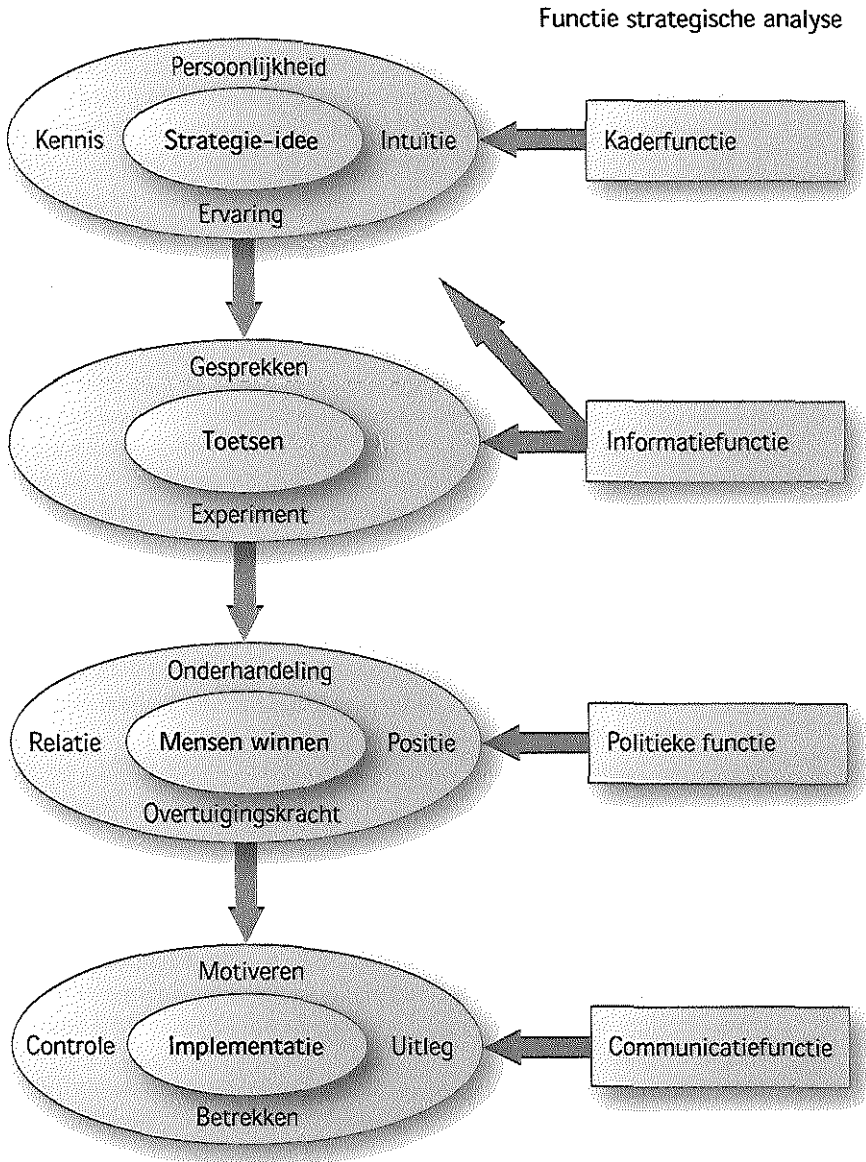 Functie strategische analyse
Persoonlijkheid
Kennis
Strategie-idee
Intuïtie
Ervaring
Kaderfunctie
Gesprekken
Toetsen
Experiment
Informatiefunctie
Onderhandeling
Relatie
Mensen winnen
Positie
Overtuigingskracht
Politieke functie
Motiveren
Controle
Implementatie
Uitleg
Betrekken
Communicatiefunctie